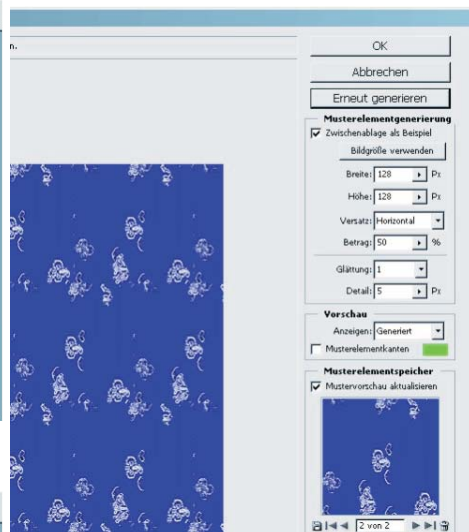 n.
OK
Abbrechen
Erneut generieren
Musterelementgenerierung
Zwischenablage als Beispiel
Bildgröße verwenden
Breite: 128 Px
Höhe: 128 Px
Versatz: Horizontal
Betrag: 50 %
Glättung: 1
Detail: 5 Px
Vorschau
Anzeigen: Generiert
Musterelementkanten
Musterelementspeicher
Mustervorschau aktualisieren
2 von 2